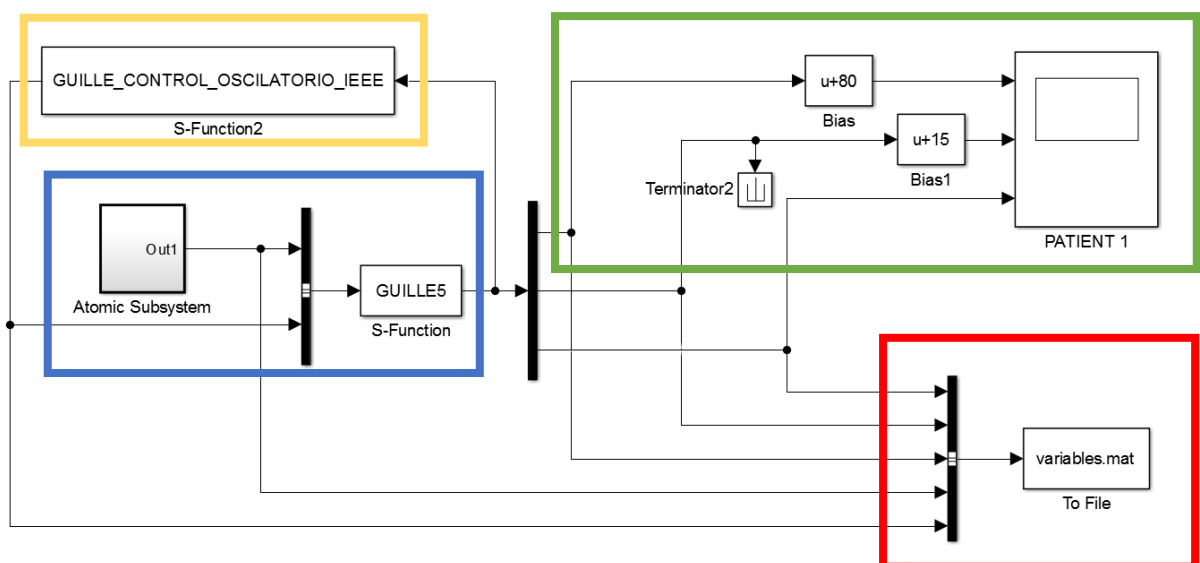 GUILLE_CONTROL_OSCILATORIO_IEEE
S-Function2
u+80
Bias
u+15
Bias1
Terminator2
PATIENT 1
Out1
Atomic Subsystem
GUILLE5
S-Function
variables.mat
To File